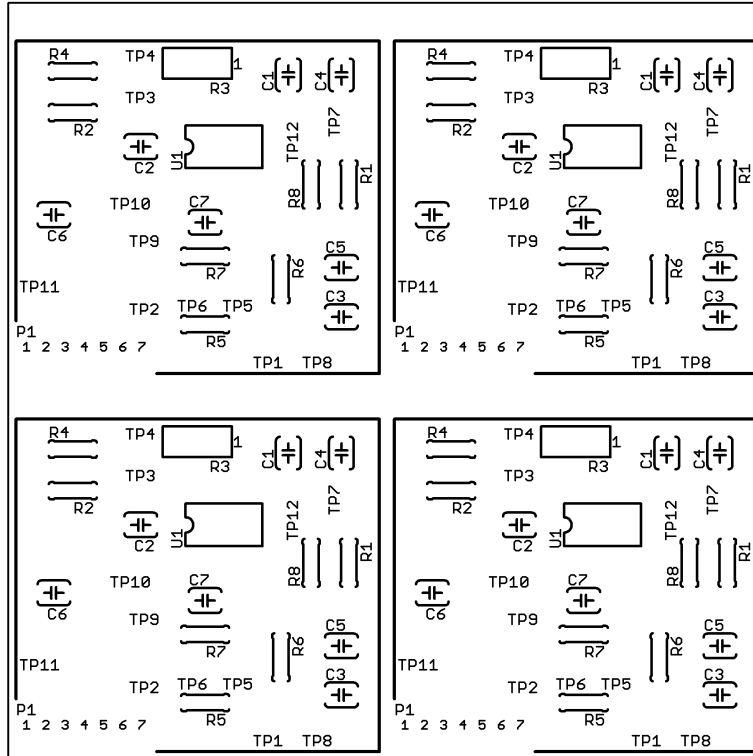 R4 TP4 1 C1 C4
R3
TP3
R2 TP12 TP7
C2 U1
R8 R1
TP10 C7
C6
TP9 C5
R7 R6
TP11 C3
TP2 TP6 TP5
P1 R5
1 2 3 4 5 6 7
TP1 TP8
R4 TP4 1 C1 C4
R3
TP3
R2 TP12 TP7
C2 U1
R8 R1
TP10 C7
C6
TP9 C5
R7 R6
TP11 C3
TP2 TP6 TP5
P1 R5
1 2 3 4 5 6 7
TP1 TP8
R4 TP4 1 C1 C4
R3
TP3
R2 TP12 TP7
C2 U1
R8 R1
TP10 C7
C6
TP9 C5
R7 R6
TP11 C3
TP2 TP6 TP5
P1 R5
1 2 3 4 5 6 7
TP1 TP8
R4 TP4 1 C1 C4
R3
TP3
R2 TP12 TP7
C2 U1
R8 R1
TP10 C7
C6
TP9 C5
R7 R6
TP11 C3
TP2 TP6 TP5
P1 R5
1 2 3 4 5 6 7
TP1 TP8